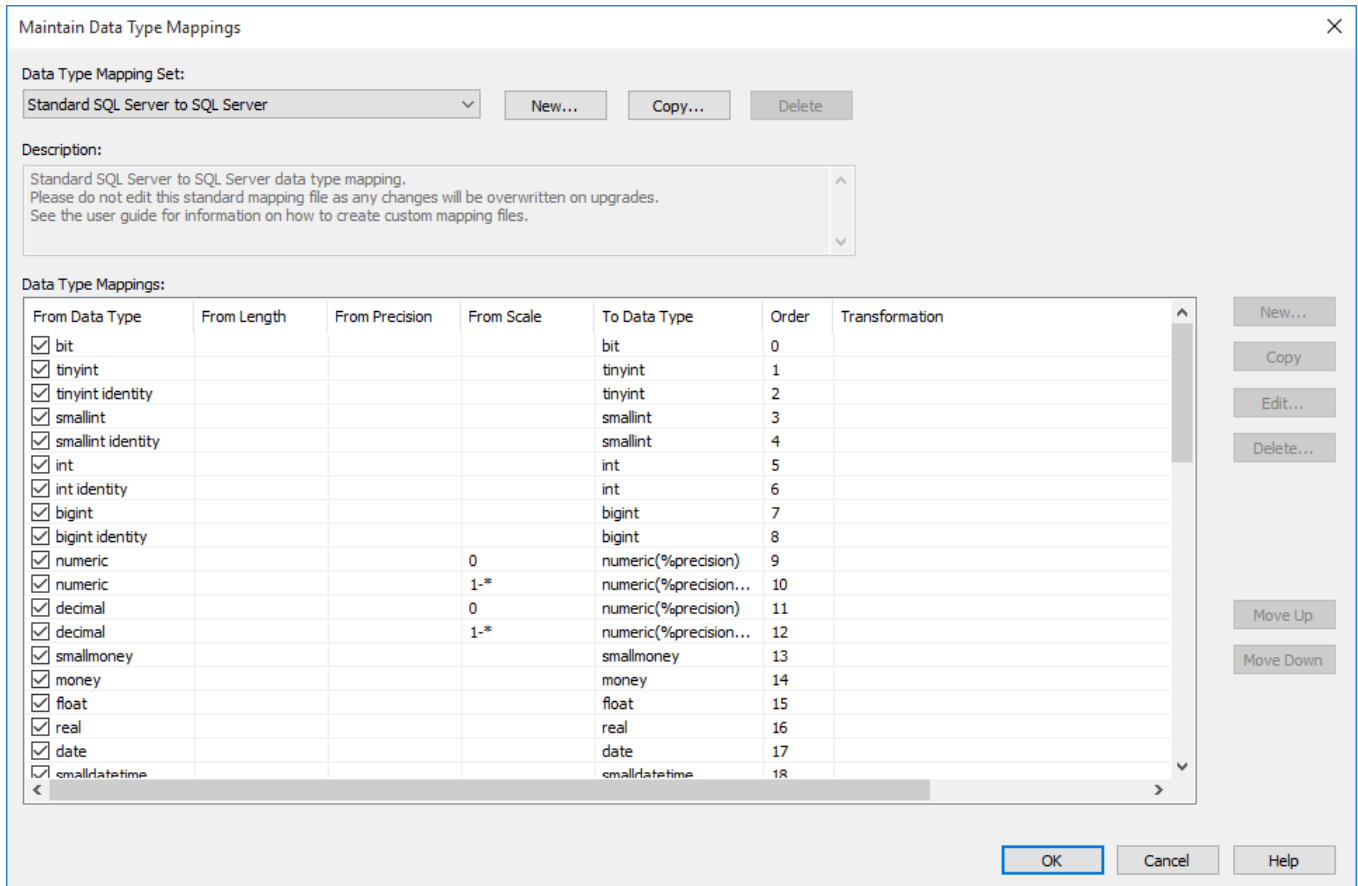 Maintain Data Type Mappings
Data Type Mapping Set:
Standard SQL Server to SQL Server New... Copy... Delete
Description:
Standard SQL Server to SQL Server data type mapping.
Please do not edit this standard mapping file as any changes will be overwritten on upgrades.
See the user guide for information on how to create custom mapping files.
Data Type Mappings:
From Data Type From Length From Precision From Scale To Data Type Order Transformation
bit bit 0
tinyint tinyint 1
tinyint identity tinyint 2
smallint smallint 3
smallint identity smallint 4
int int 5
int identity int 6
bigint bigint 7
bigint identity bigint 8
numeric 0 numeric(%precision) 9
numeric 1-* numeric(%precision... 10
decimal 0 numeric(%precision) 11
decimal 1-* numeric(%precision... 12
smallmoney smallmoney 13
money money 14
float float 15
real real 16
date date 17
smalldatetime smalldatetime 18
New...
Copy
Edit...
Delete...
Move Up
Move Down
OK Cancel Help